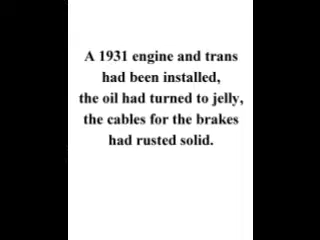 A 1931 engine and trans
had been installed,
the oil had turned to jelly,
the cables for the brakes
had rusted solid.